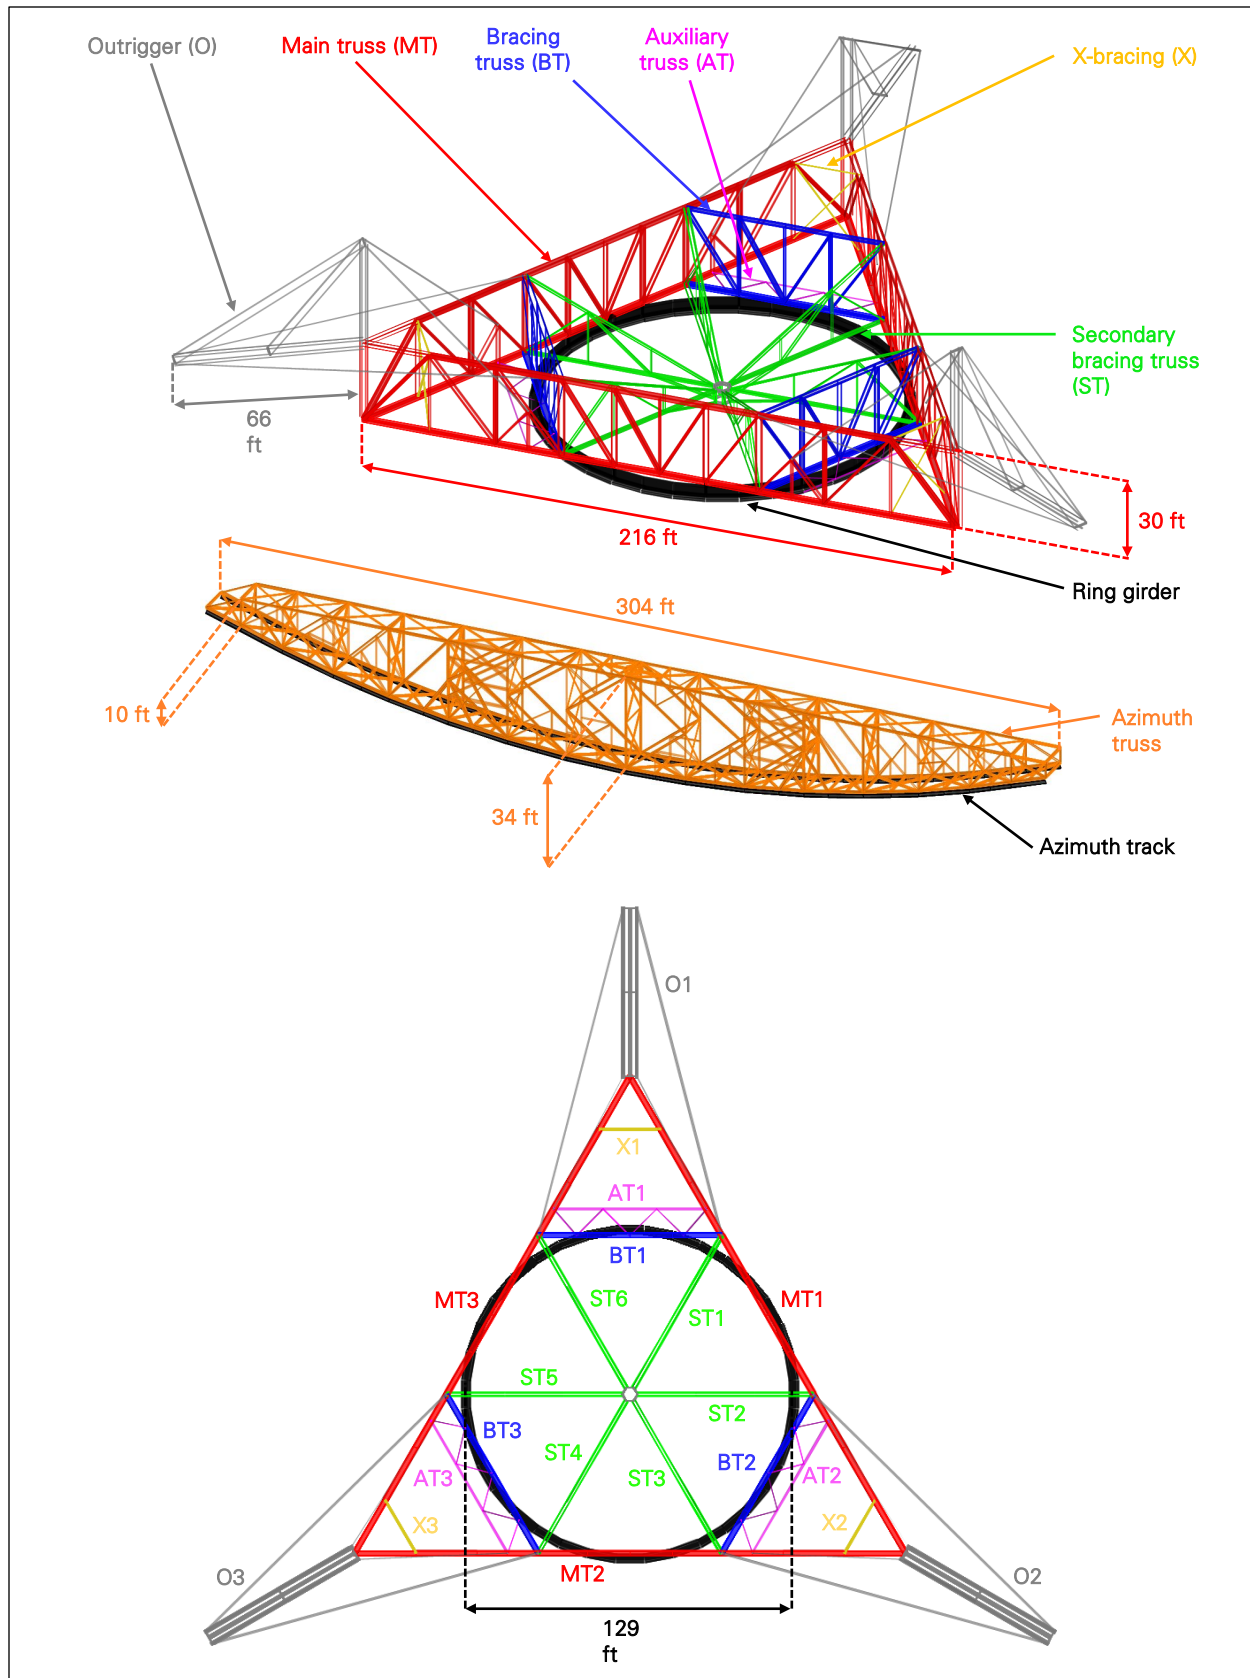 Outrigger (O)
Main truss (MT)
Bracing
truss (BT)
Auxiliary
truss (AT)
X-bracing (X)
Secondary
bracing truss
(ST)
66
ft
216 ft
30 ft
Ring girder
304 ft
10 ft
Azimuth
truss
34 ft
Azimuth track
O1
X1
AT1
BT1
MT3
MT1
ST6
ST1
ST5
ST2
BT3
ST4
ST3
BT2
AT3
AT2
X3
X2
O3
MT2
O2
129
ft